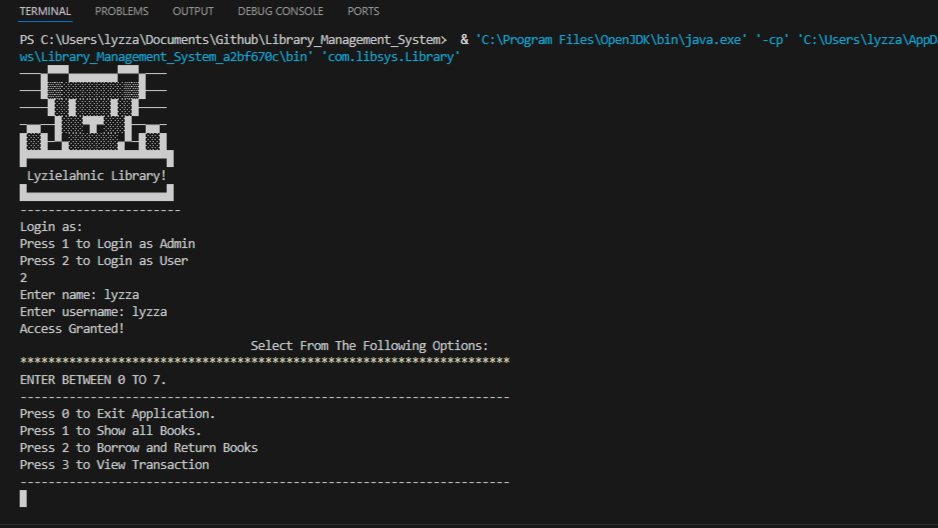 TERMINAL PROBLEMS OUTPUT DEBUG CONSOLE PORTS
PS C:\Users\lyzza\Documents\Github\Library_Management_System> & 'C:\Program Files\OpenJDK\bin\java.exe' '-cp' 'C:\Users\lyzza\AppD
ws\Library_Management_System_a2bf670c\bin' 'com.libsys.Library'
Lyzielahnic Library!
-----------------------
Login as:
Press 1 to Login as Admin
Press 2 to Login as User
2
Enter name: lyzza
Enter username: lyzza
Access Granted!
Select From The Following Options:
**********************************************************************
ENTER BETWEEN 0 TO 7.
----------------------------------------------------------------------
Press 0 to Exit Application.
Press 1 to Show all Books.
Press 2 to Borrow and Return Books
Press 3 to View Transaction
----------------------------------------------------------------------